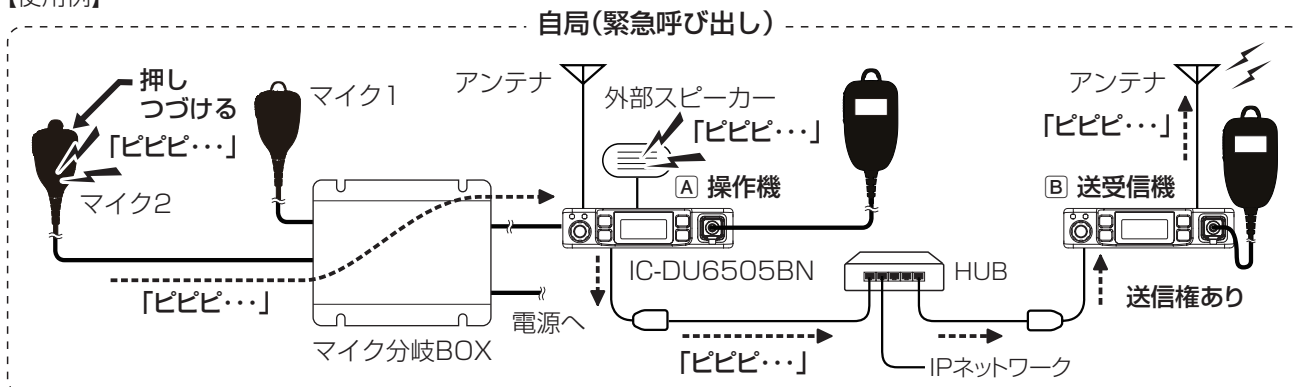 【使用例】
自局(緊急呼び出し)
押し
つづける
「ピピピ・・・」
マイク2
マイク1
アンテナ
外部スピーカー
「ピピピ・・・」
A 操作機
アンテナ
「ピピピ・・・」
B 送受信機
IC-DU6505BN
HUB
送信権あり
「ピピピ・・・」
電源へ
マイク分岐BOX
「ピピピ・・・」
IPネットワーク